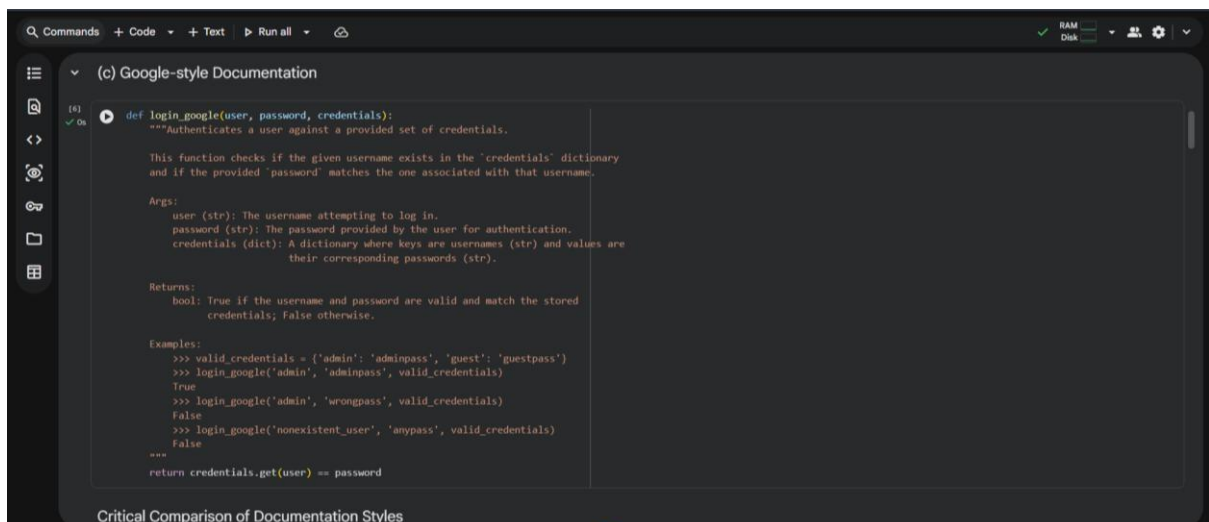 Commands + Code + Text Run all
RAM
Disk
(c) Google-style Documentation
[6]
0s
def login_google(user, password, credentials):
"""Authenticates a user against a provided set of credentials.
This function checks if the given username exists in the `credentials` dictionary
and if the provided `password` matches the one associated with that username.
Args:
user (str): The username attempting to log in.
password (str): The password provided by the user for authentication.
credentials (dict): A dictionary where keys are usernames (str) and values are
their corresponding passwords (str).
Returns:
bool: True if the username and password are valid and match the stored
credentials; False otherwise.
Examples:
>>> valid_credentials = {'admin': 'adminpass', 'guest': 'guestpass'}
>>> login_google('admin', 'adminpass', valid_credentials)
True
>>> login_google('admin', 'wrongpass', valid_credentials)
False
>>> login_google('nonexistent_user', 'anypass', valid_credentials)
False
"""
return credentials.get(user) == password
Critical Comparison of Documentation Styles